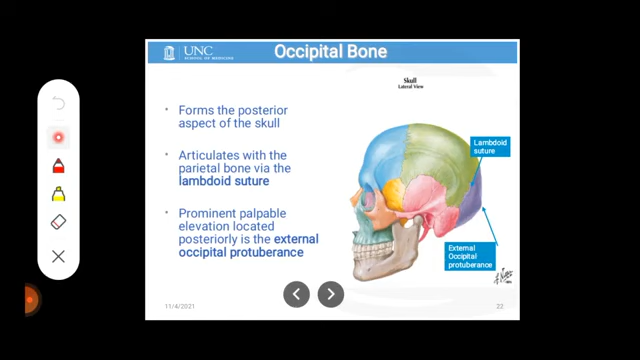 UNC
SCHOOL OF MEDICINE
Occipital Bone
Skull
Lateral View
• Forms the posterior
aspect of the skull
• Articulates with the
parietal bone via the
lambdoid suture
• Prominent palpable
elevation located
posteriorly is the external
occipital protuberance
Lambdoid
suture
External
Occipital
protuberance
11/4/2021
22